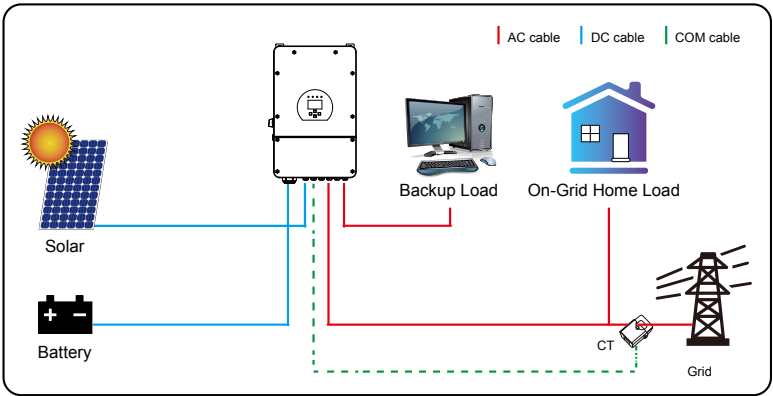 AC cable
DC cable
COM cable
Backup Load
On-Grid Home Load
Solar
Battery
CT
Grid